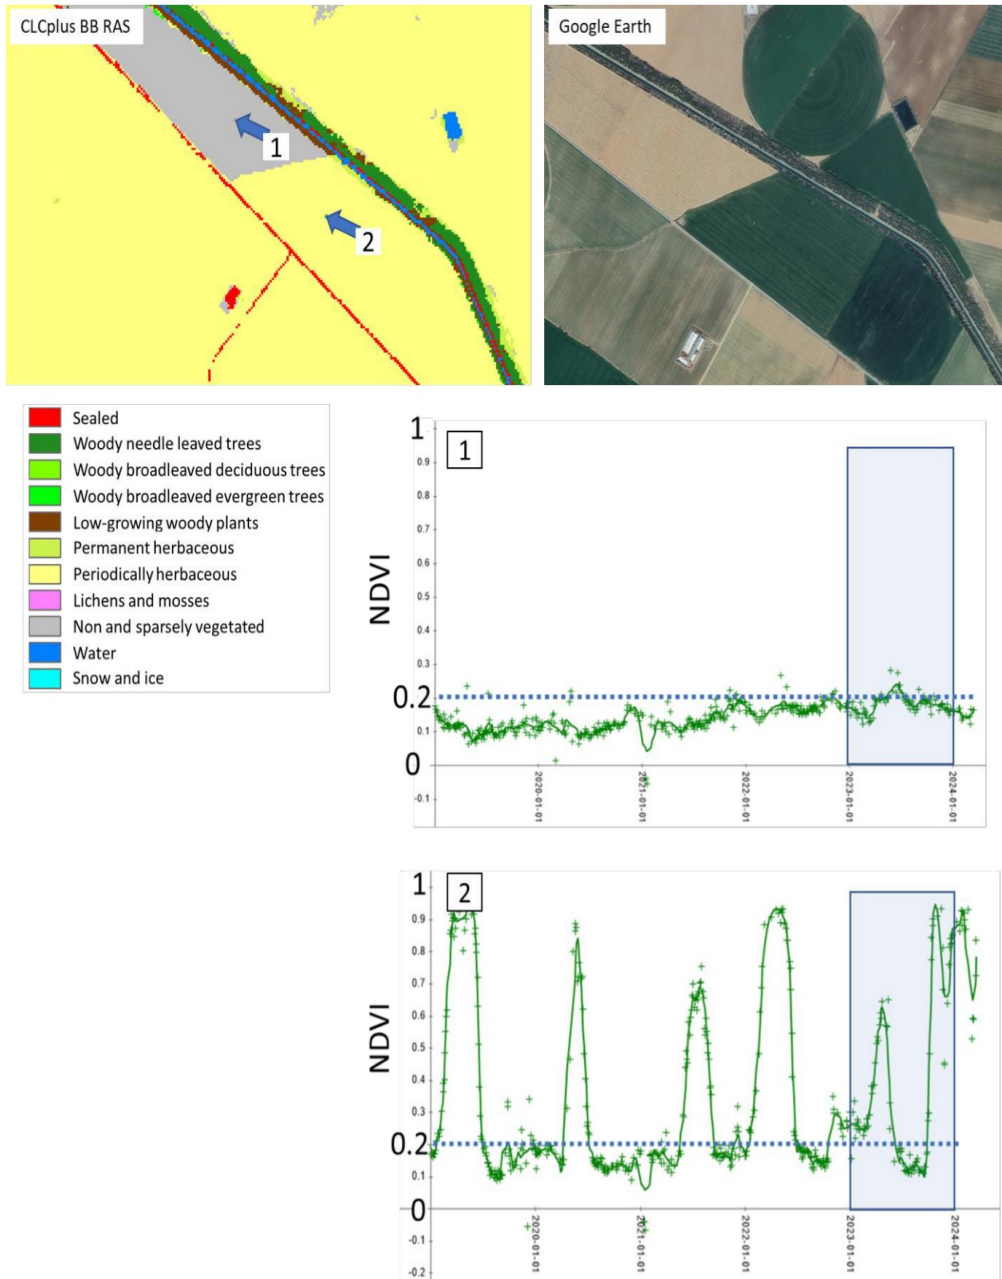 CLCplus BB RAS
Google Earth
1
2
Sealed
Woody needle leaved trees
Woody broadleaved deciduous trees
Woody broadleaved evergreen trees
Low-growing woody plants
Permanent herbaceous
Periodically herbaceous
Lichens and mosses
Non and sparsely vegetated
Water
Snow and ice
1
1
0.9
0.8
0.7
0.6
0.5
0.4
0.3
0.2
0.1
0
-0.1
NDVI
2020-01-01
2021-01-01
2022-01-01
2023-01-01
2024-01-01
1
2
0.9
0.8
0.7
0.6
0.5
0.4
0.3
0.2
0.1
0
-0.1
-0.2
NDVI
2020-01-01
2021-01-01
2022-01-01
2023-01-01
2024-01-01